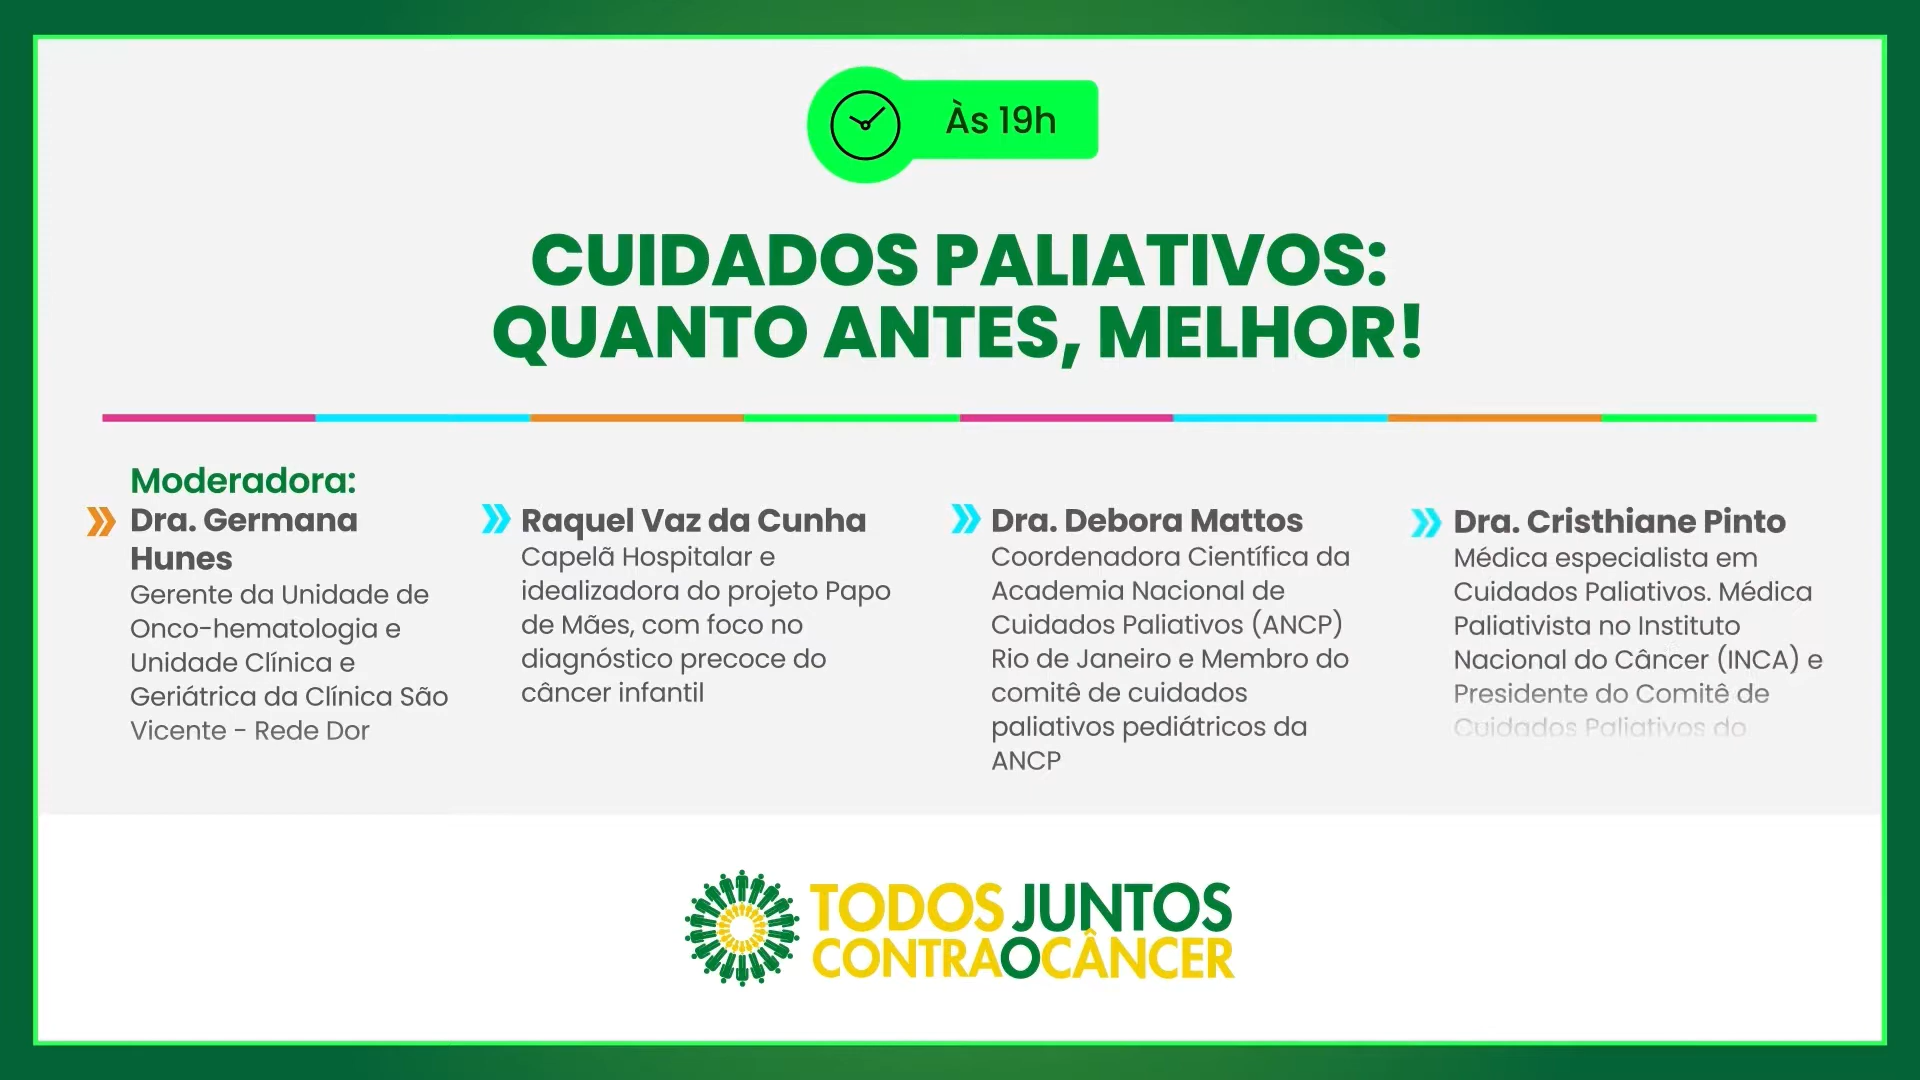 Às 19h
CUIDADOS PALIATIVOS:
QUANTO ANTES, MELHOR!
Moderadora:
Dra. Germana
Hunes
Gerente da Unidade de
Onco-hematologia e
Unidade Clínica e
Geriátrica da Clínica São
Vicente - Rede Dor
Raquel Vaz da Cunha
Capelã Hospitalar e
idealizadora do projeto Papo
de Mães, com foco no
diagnóstico precoce do
câncer infantil
Dra. Debora Mattos
Coordenadora Científica da
Academia Nacional de
Cuidados Paliativos (ANCP)
Rio de Janeiro e Membro do
comitê de cuidados
paliativos pediátricos da
ANCP
Dra. Cristhiane Pinto
Médica especialista em
Cuidados Paliativos. Médica
Paliativista no Instituto
Nacional do Câncer (INCA) e
Presidente do Comitê de
Cuidados Paliativos do
TODOS JUNTOS
CONTRA O CÂNCER